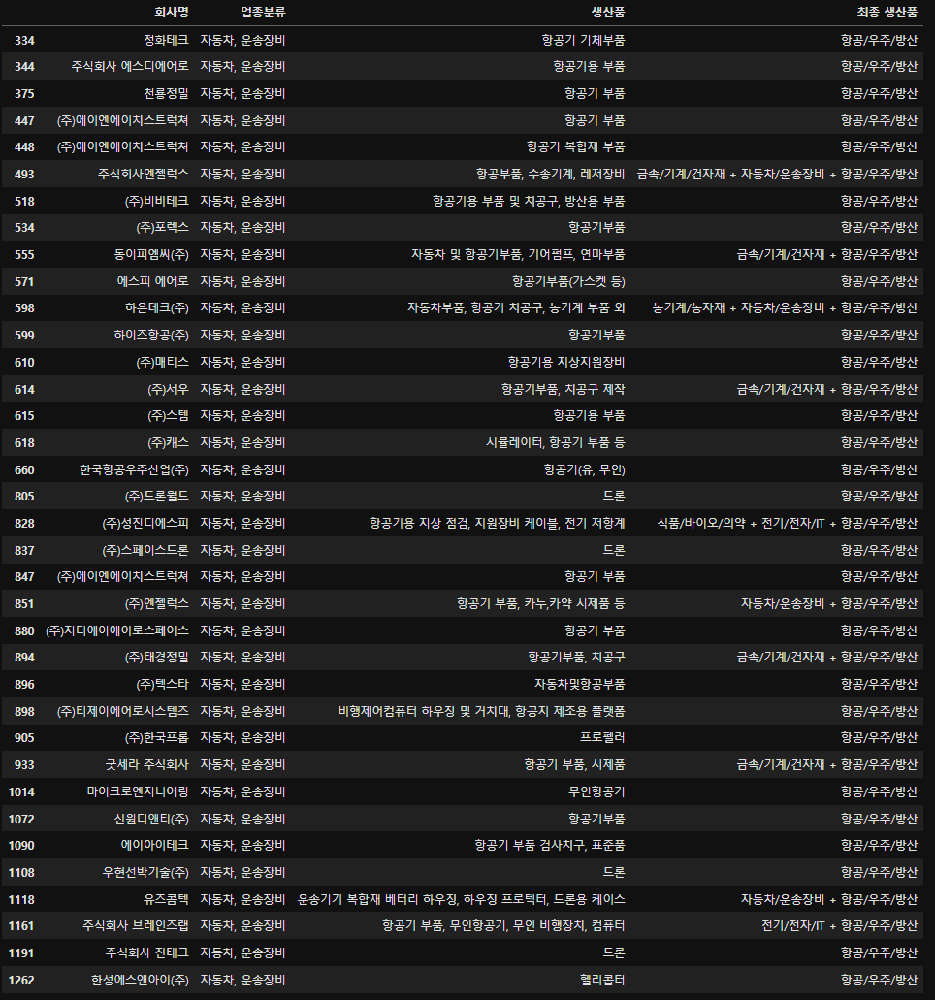 회사명 업종분류 생산품 최종 생산품
334 정화테크 자동차, 운송장비 항공기 기체부품 항공/우주/방산
344 주식회사 에스디에어로 자동차, 운송장비 항공기용 부품 항공/우주/방산
375 천룡정밀 자동차, 운송장비 항공기 부품 항공/우주/방산
447 (주)에이엔에이치스트럭쳐 자동차, 운송장비 항공기 부품 항공/우주/방산
448 (주)에이엔에이치스트럭쳐 자동차, 운송장비 항공기 복합재 부품 항공/우주/방산
493 주식회사엔젤럭스 자동차, 운송장비 항공부품, 수송기계, 레저장비 금속/기계/건자재 + 자동차/운송장비 + 항공/우주/방산
518 (주)비비테크 자동차, 운송장비 항공기용 부품 및 치공구, 방산용 부품 항공/우주/방산
534 (주)포렉스 자동차, 운송장비 항공기부품 항공/우주/방산
555 동이피엠씨(주) 자동차, 운송장비 자동차 및 항공기부품, 기어펌프, 연마부품 금속/기계/건자재 + 항공/우주/방산
571 에스피 에어로 자동차, 운송장비 항공기부품(가스켓 등) 항공/우주/방산
598 하은테크(주) 자동차, 운송장비 자동차부품, 항공기 치공구, 농기계 부품 외 농기계/농자재 + 자동차/운송장비 + 항공/우주/방산
599 하이즈항공(주) 자동차, 운송장비 항공기부품 항공/우주/방산
610 (주)매티스 자동차, 운송장비 항공기용 지상지원장비 항공/우주/방산
614 (주)서우 자동차, 운송장비 항공기부품, 치공구 제작 금속/기계/건자재 + 항공/우주/방산
615 (주)스템 자동차, 운송장비 항공기용 부품 항공/우주/방산
618 (주)캐스 자동차, 운송장비 시뮬레이터, 항공기 부품 등 항공/우주/방산
660 한국항공우주산업(주) 자동차, 운송장비 항공기(유, 무인) 항공/우주/방산
805 (주)드론월드 자동차, 운송장비 드론 항공/우주/방산
828 (주)성진디에스피 자동차, 운송장비 항공기용 지상 점검, 지원장비 케이블, 전기 저항계 식품/바이오/의약 + 전기/전자/IT + 항공/우주/방산
837 (주)스페이스드론 자동차, 운송장비 드론 항공/우주/방산
847 (주)에이엔에이치스트럭쳐 자동차, 운송장비 항공기 부품 항공/우주/방산
851 (주)엔젤럭스 자동차, 운송장비 항공기 부품, 카누,카약 시제품 등 자동차/운송장비 + 항공/우주/방산
880 (주)지티에이에어로스페이스 자동차, 운송장비 항공기 부품 항공/우주/방산
894 (주)태경정밀 자동차, 운송장비 항공기부품, 치공구 금속/기계/건자재 + 항공/우주/방산
896 (주)텍스타 자동차, 운송장비 자동차및항공부품 항공/우주/방산
898 (주)티제이에어로시스템즈 자동차, 운송장비 비행제어컴퓨터 하우징 및 거치대, 항공지 제조용 플랫폼 항공/우주/방산
905 (주)한국프롭 자동차, 운송장비 프로펠러 항공/우주/방산
933 굿세라 주식회사 자동차, 운송장비 항공기 부품, 시제품 금속/기계/건자재 + 항공/우주/방산
1014 마이크로엔지니어링 자동차, 운송장비 무인항공기 항공/우주/방산
1072 신원디앤티(주) 자동차, 운송장비 항공기부품 항공/우주/방산
1090 에이아이테크 자동차, 운송장비 항공기 부품 검사치구, 표준품 항공/우주/방산
1108 우현선박기술(주) 자동차, 운송장비 드론 항공/우주/방산
1118 유즈콤텍 자동차, 운송장비 운송기기 복합재 베터리 하우징, 하우징 프로텍터, 드론용 케이스 자동차/운송장비 + 항공/우주/방산
1161 주식회사 브레인즈랩 자동차, 운송장비 항공기 부품, 무인항공기, 무인 비행장치, 컴퓨터 전기/전자/IT + 항공/우주/방산
1191 주식회사 진테크 자동차, 운송장비 드론 항공/우주/방산
1262 한성에스앤아이(주) 자동차, 운송장비 핼리콥터 항공/우주/방산